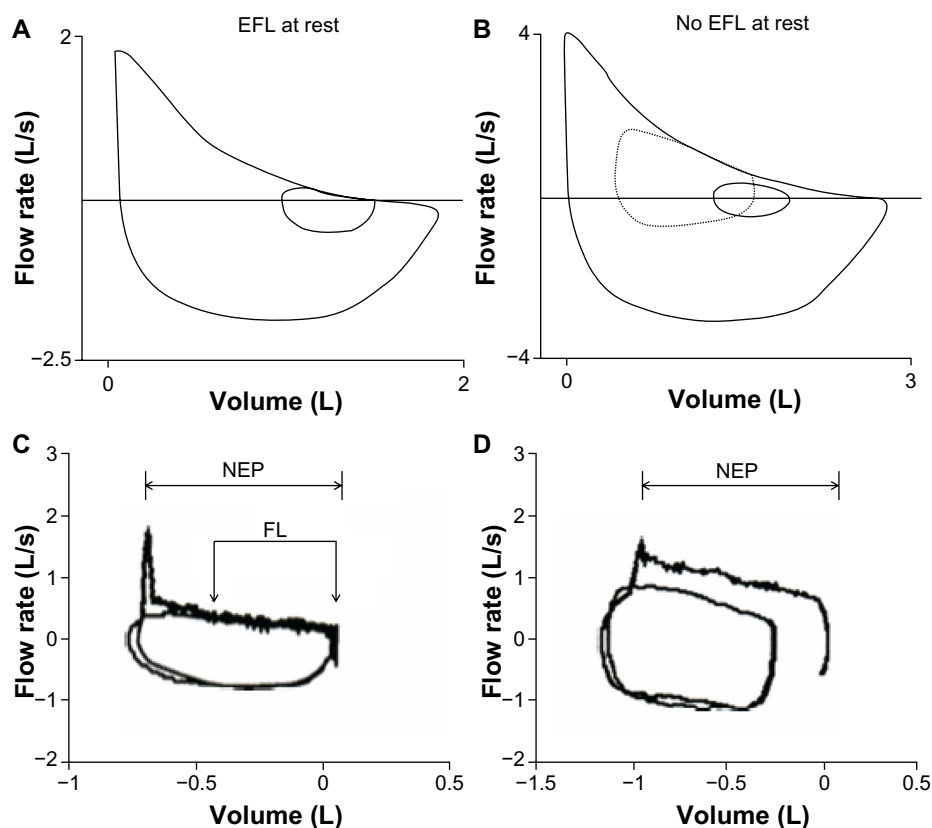 A
EFL at rest
2
Flow rate (L/s)
−2.5
0
2
Volume (L)
B
No EFL at rest
4
Flow rate (L/s)
−4
0
3
Volume (L)
C
3
2
1
0
−1
−2
Flow rate (L/s)
NEP
FL
−1
−0.5
0
0.5
Volume (L)
D
3
2
1
0
−1
−2
Flow rate (L/s)
NEP
−1.5
−1
−0.5
0
0.5
Volume (L)